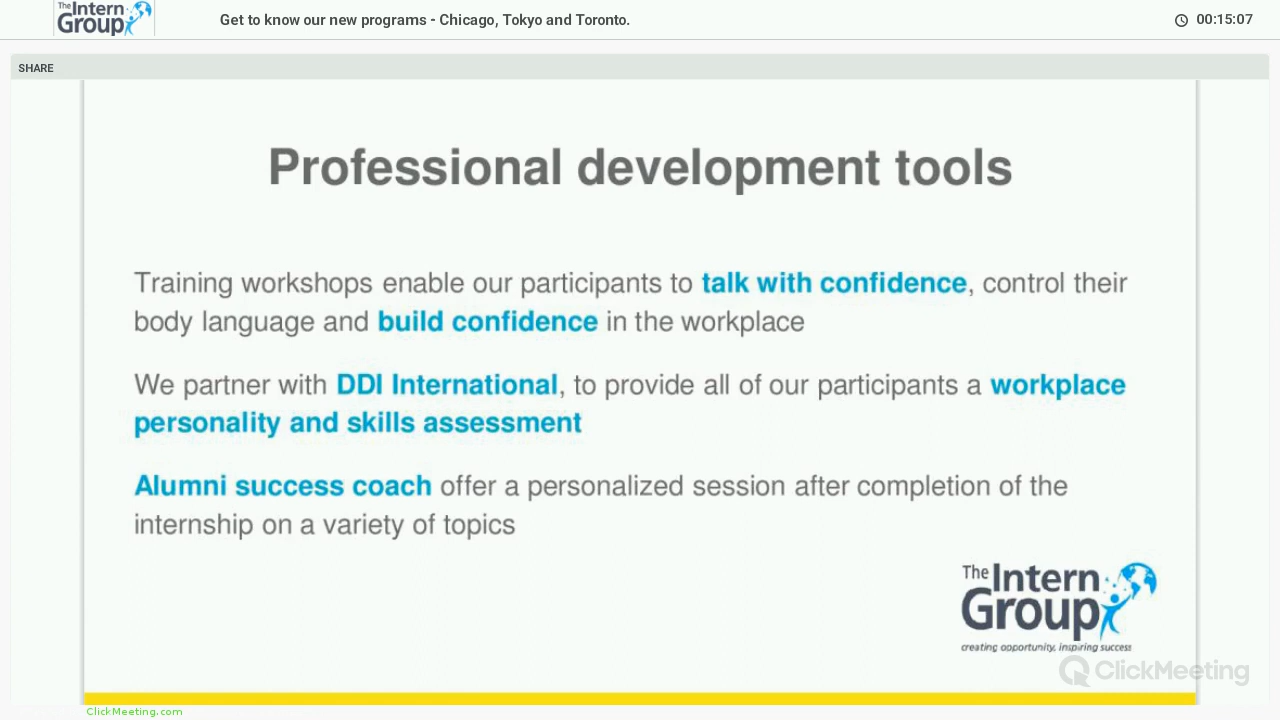 The Intern Group
Get to know our new programs - Chicago, Tokyo and Toronto.
00:15:07
SHARE
Professional development tools
Training workshops enable our participants to talk with confidence, control their
body language and build confidence in the workplace
We partner with DDI International, to provide all of our participants a workplace
personality and skills assessment
Alumni success coach offer a personalized session after completion of the
internship on a variety of topics
The Intern
Group
creating opportunity, inspiring success
ClickMeeting
ClickMeeting.com